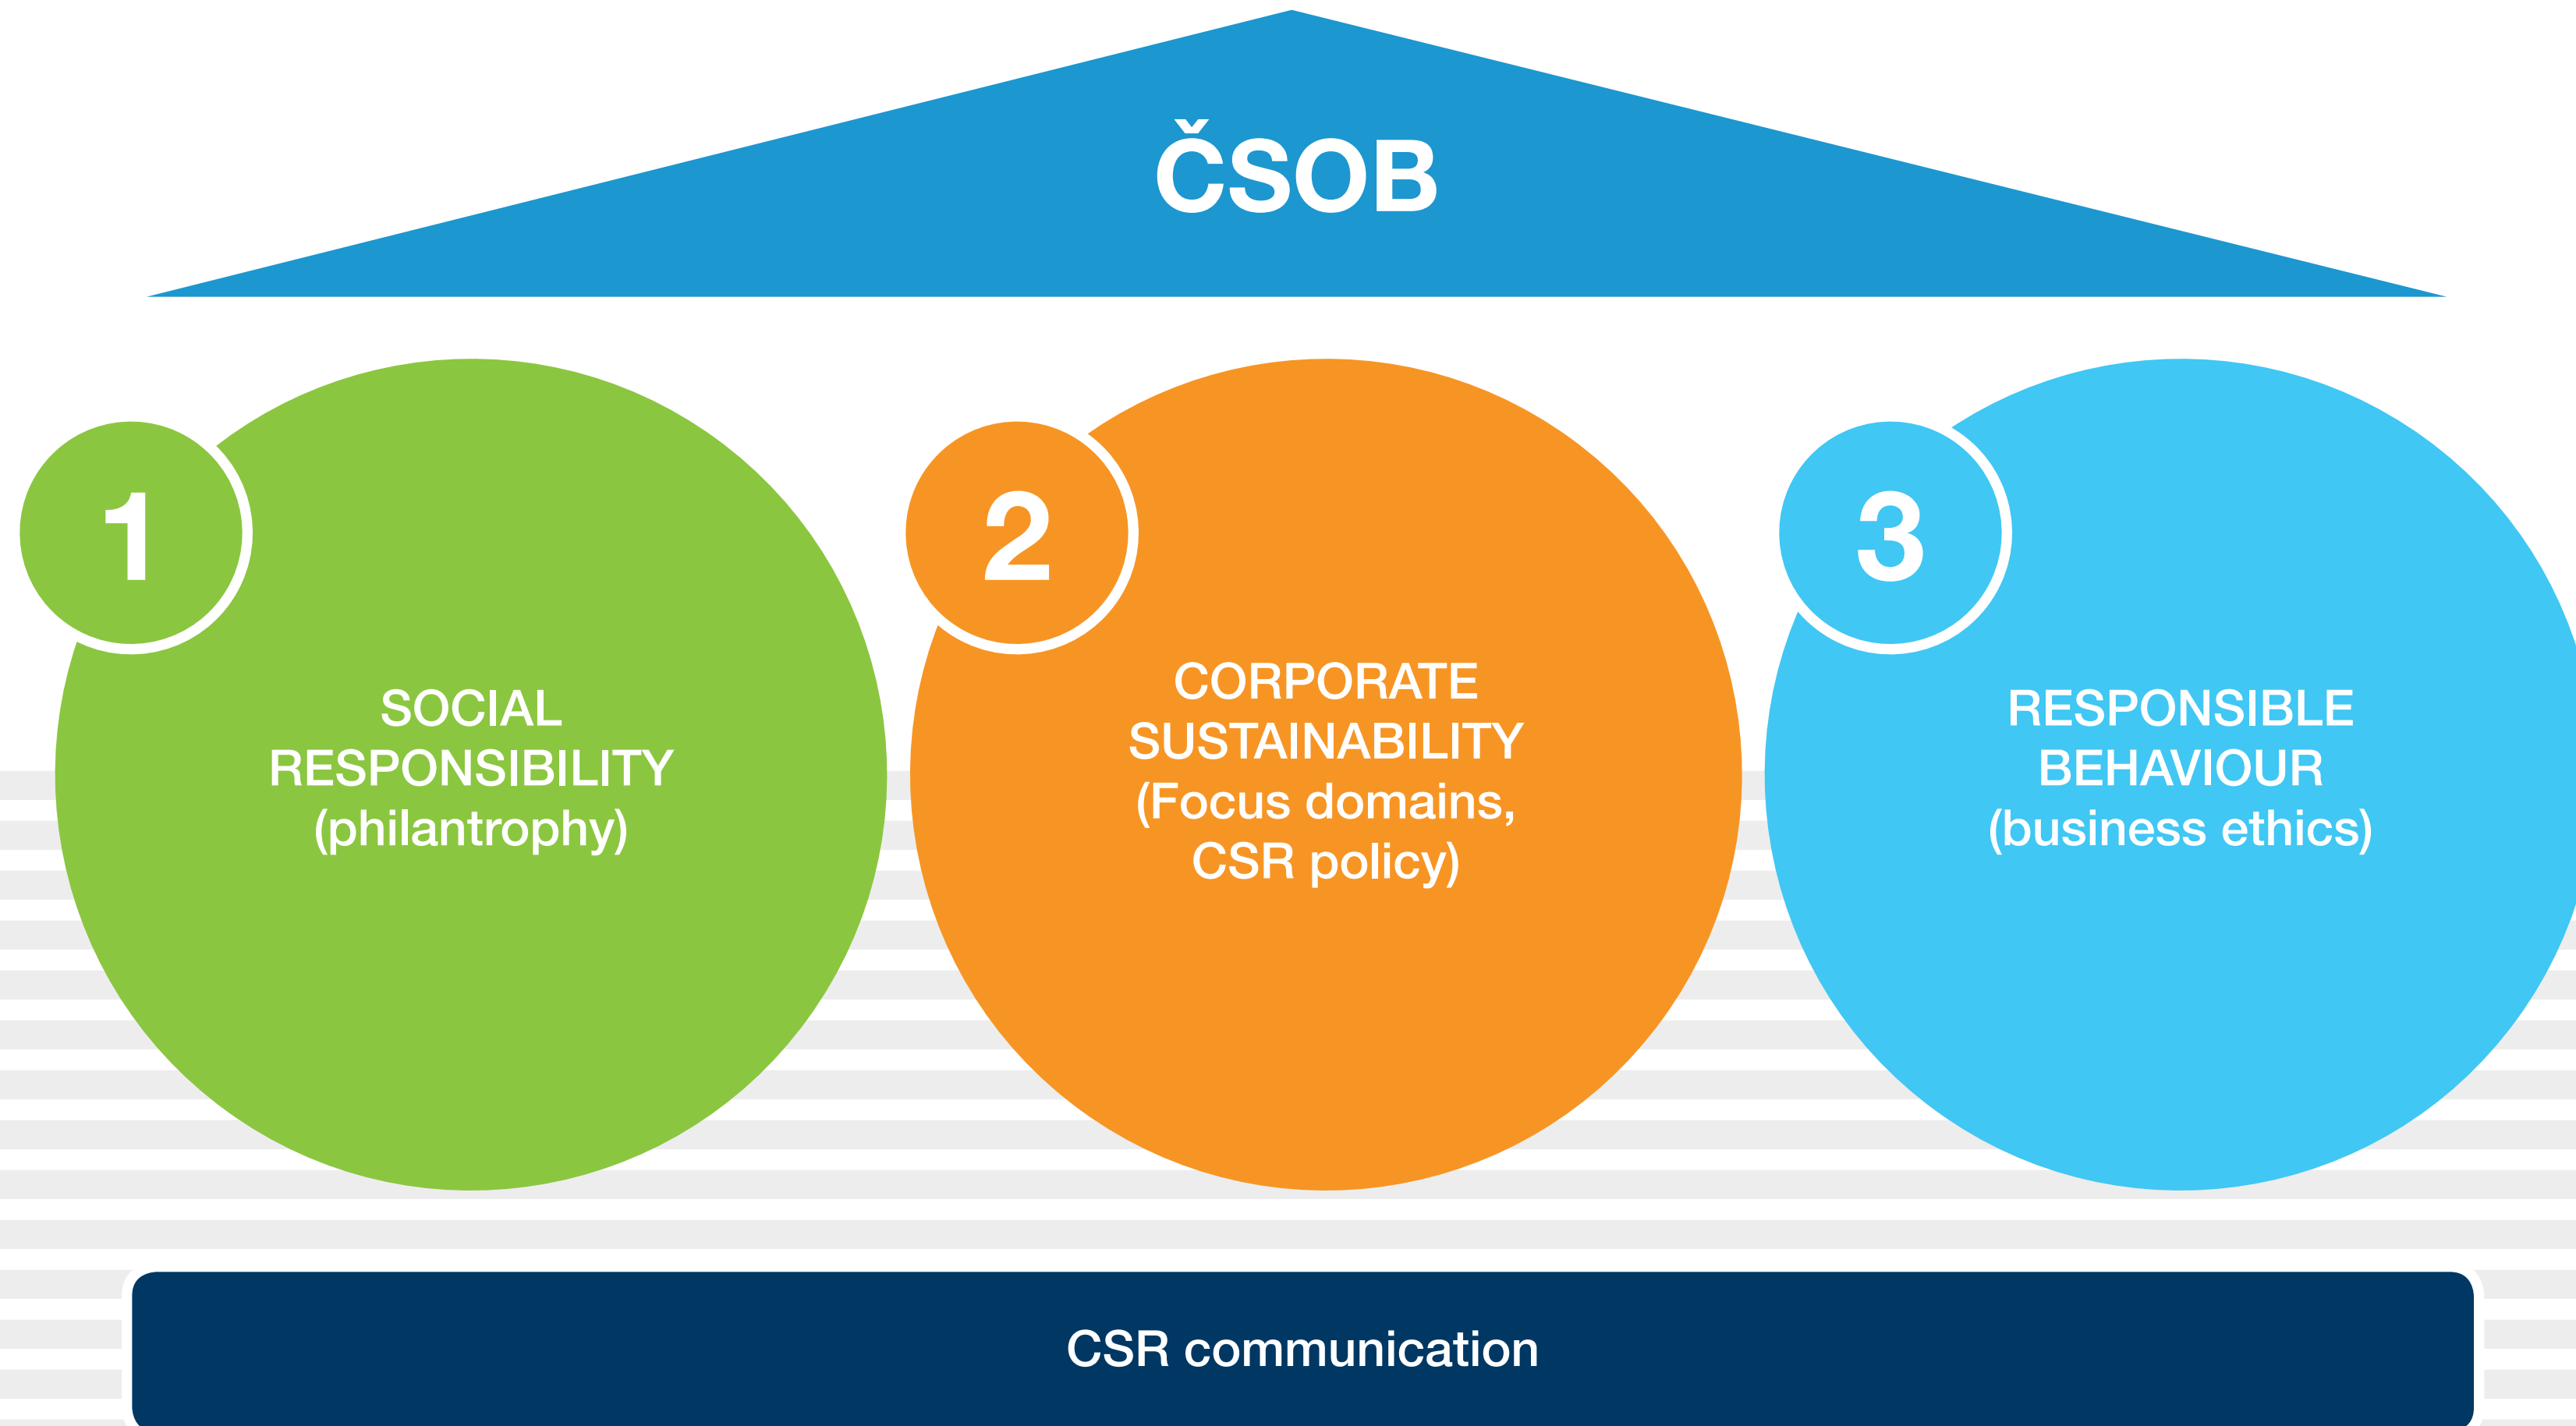 ČSOB
1
SOCIAL
RESPONSIBILITY
(philantrophy)
2
CORPORATE
SUSTAINABILITY
(Focus domains,
CSR policy)
3
RESPONSIBLE
BEHAVIOUR
(business ethics)
CSR communication